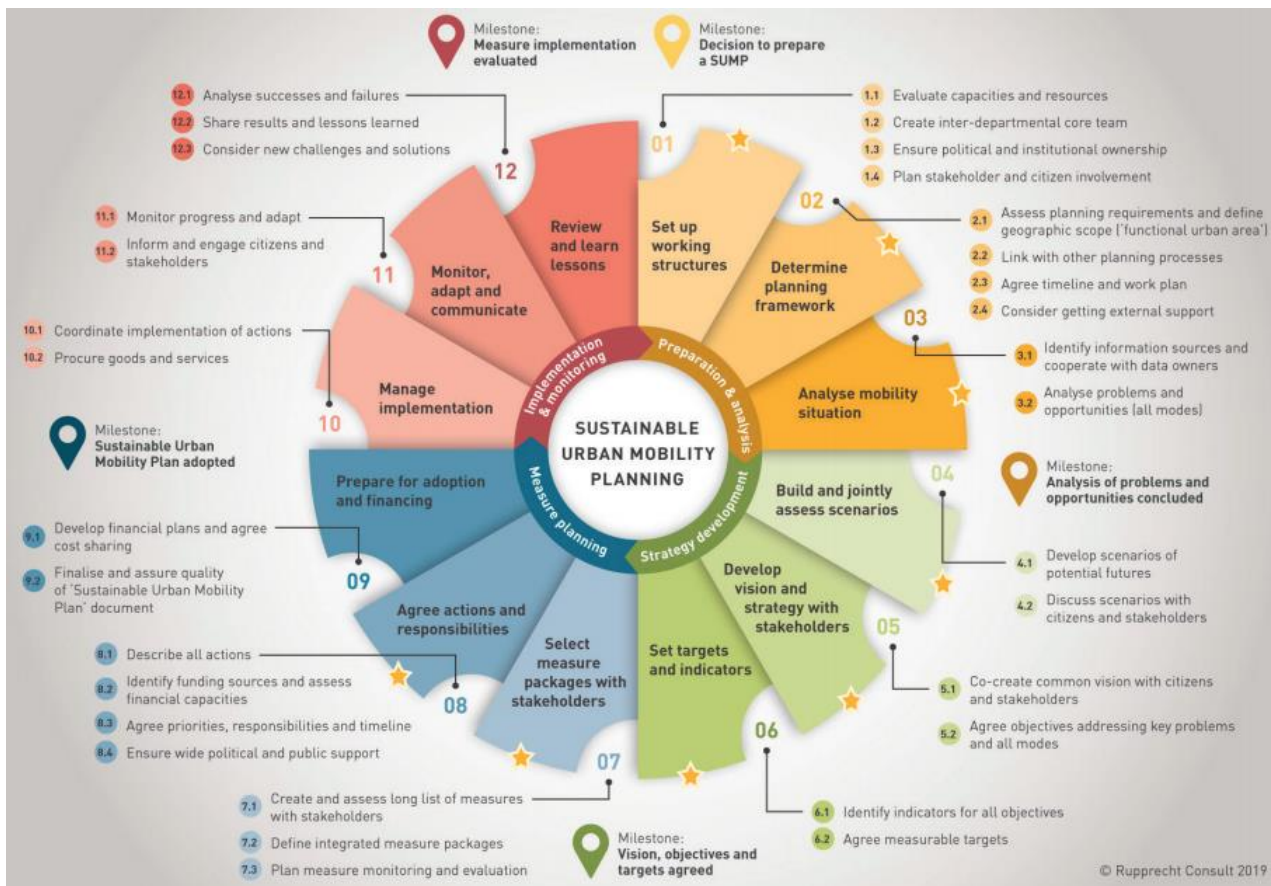 Milestone:
Measure implementation
evaluated
Milestone:
Decision to prepare
a SUMP
12.1 Analyse successes and failures
12.2 Share results and lessons learned
12.3 Consider new challenges and solutions
1.1 Evaluate capacities and resources
1.2 Create inter-departmental core team
1.3 Ensure political and institutional ownership
1.4 Plan stakeholder and citizen involvement
11.1 Monitor progress and adapt
11.2 Inform and engage citizens and
stakeholders
2.1 Assess planning requirements and define
geographic scope ('functional urban area')
2.2 Link with other planning processes
2.3 Agree timeline and work plan
2.4 Consider getting external support
10.1 Coordinate implementation of actions
10.2 Procure goods and services
3.1 Identify information sources and
cooperate with data owners
3.2 Analyse problems and
opportunities (all modes)
Milestone:
Sustainable Urban
Mobility Plan adopted
Milestone:
Analysis of problems and
opportunities concluded
01
Set up
working
structures
02
Determine
planning
framework
03
Analyse mobility
situation
04
Build and jointly
assess scenarios
05
Develop
vision and
strategy with
stakeholders
06
Set targets
and indicators
07
Select
measure
packages with
stakeholders
08
Agree actions and
responsibilities
09
Prepare for adoption
and financing
10
Manage
implementation
11
Monitor,
adapt and
communicate
12
Review
and learn
lessons
Preparation & analysis
Strategy development
Measure planning
Implementation
& monitoring
SUSTAINABLE
URBAN MOBILITY
PLANNING
9.1 Develop financial plans and agree
cost sharing
9.2 Finalise and assure quality
of 'Sustainable Urban Mobility
Plan' document
4.1 Develop scenarios of
potential futures
4.2 Discuss scenarios with
citizens and stakeholders
8.1 Describe all actions
8.2 Identify funding sources and assess
financial capacities
8.3 Agree priorities, responsibilities and timeline
8.4 Ensure wide political and public support
5.1 Co-create common vision with citizens
and stakeholders
5.2 Agree objectives addressing key problems
and all modes
7.1 Create and assess long list of measures
with stakeholders
7.2 Define integrated measure packages
7.3 Plan measure monitoring and evaluation
6.1 Identify indicators for all objectives
6.2 Agree measurable targets
Milestone:
Vision, objectives and
targets agreed
© Rupprecht Consult 2019